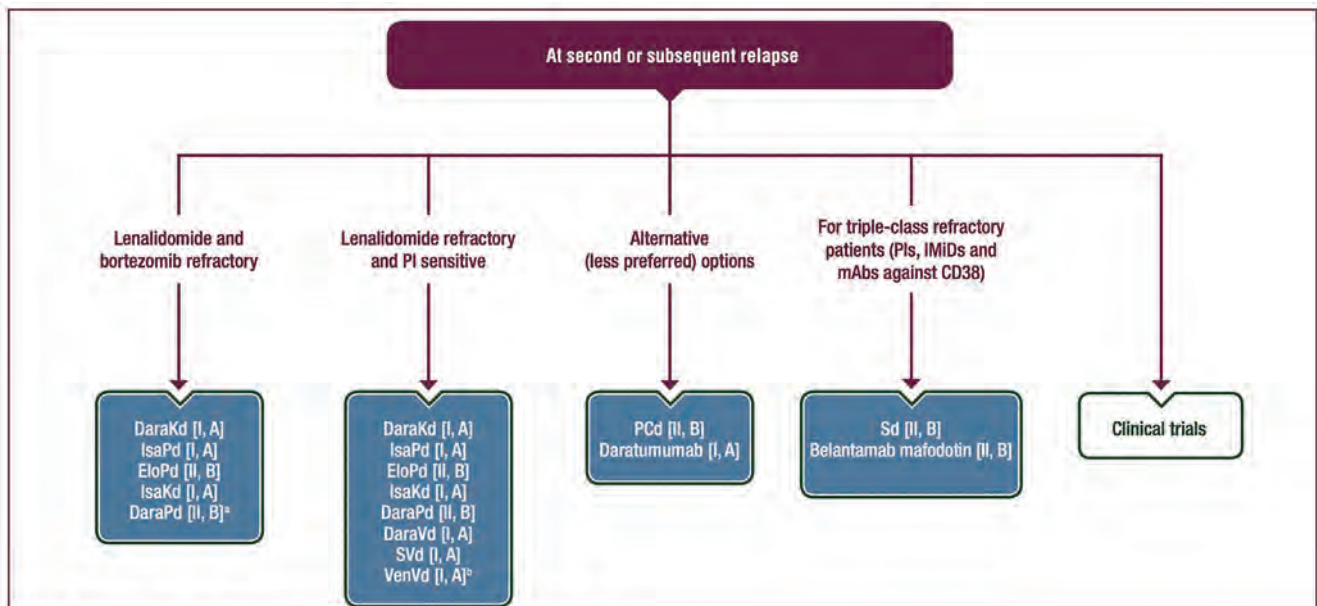 At second or subsequent relapse
Lenalidomide and
bortezomib refractory
Lenalidomide refractory
and PI sensitive
Alternative
(less preferred) options
For triple-class refractory
patients (PIs, IMiDs and
mAbs against CD38)
DaraKd [I, A]
IsaPd [I, A]
EloPd [II, B]
IsaKd [I, A]
DaraPd [II, B]ᵃ
DaraKd [I, A]
IsaPd [I, A]
EloPd [II, B]
IsaKd [I, A]
DaraPd [II, B]
DaraVd [I, A]
SVd [I, A]
VenVd [I, A]ᵇ
PCd [II, B]
Daratumumab [I, A]
Sd [II, B]
Belantamab mafodotin [II, B]
Clinical trials